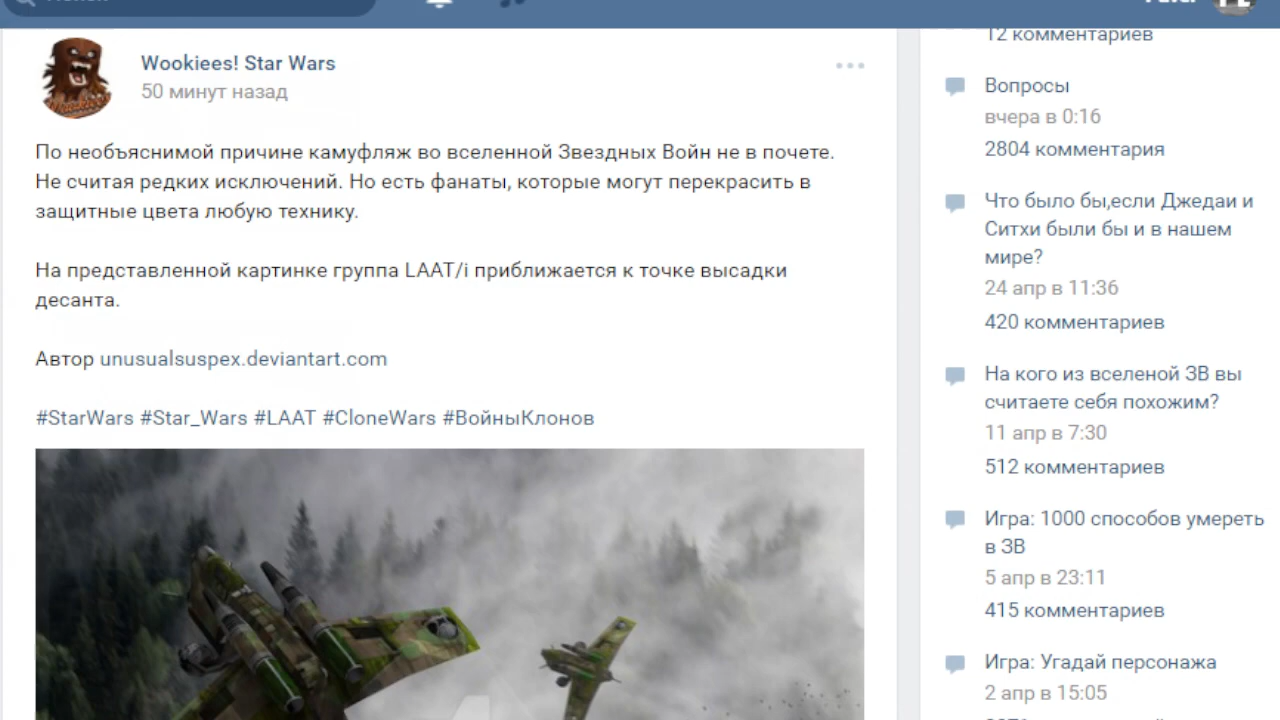 Wookiees! Star Wars
50 минут назад
По необъяснимой причине камуфляж во вселенной Звездных Войн не в почете.
Не считая редких исключений. Но есть фанаты, которые могут перекрасить в
защитные цвета любую технику.
На представленной картинке группа LAAT/i приближается к точке высадки
десанта.
Автор unusualsuspex.deviantart.com
#StarWars #Star_Wars #LAAT #CloneWars #ВойныКлонов
12 комментариев
Вопросы
вчера в 0:16
2804 комментария
Что было бы,если Джедаи и
Ситхи были бы и в нашем
мире?
24 апр в 11:36
420 комментариев
На кого из вселеной ЗВ вы
считаете себя похожим?
11 апр в 7:30
512 комментариев
Игра: 1000 способов умереть
в ЗВ
5 апр в 23:11
415 комментариев
Игра: Угадай персонажа
2 апр в 15:05